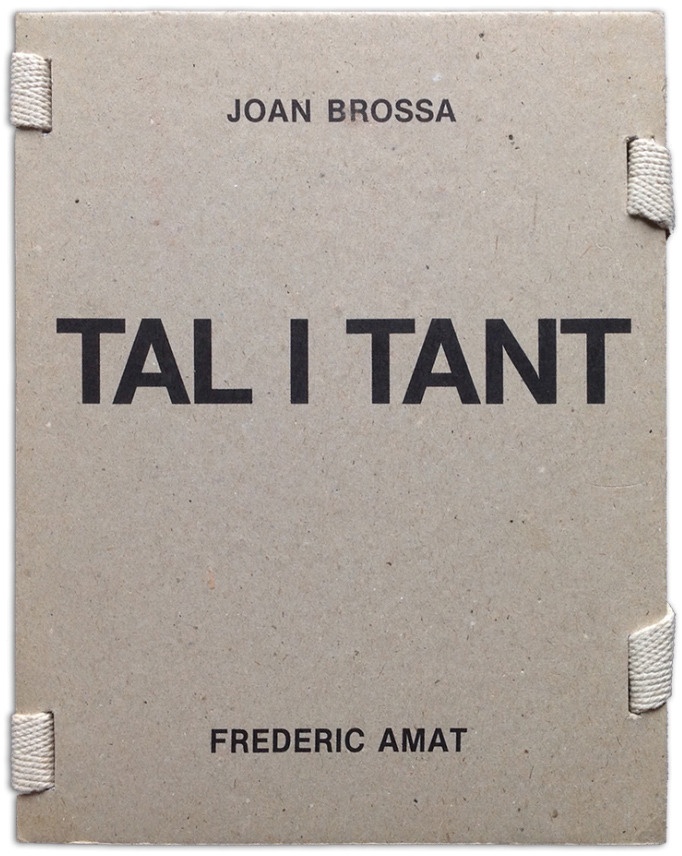 JOAN BROSSA
TAL I TANT
FREDERIC AMAT